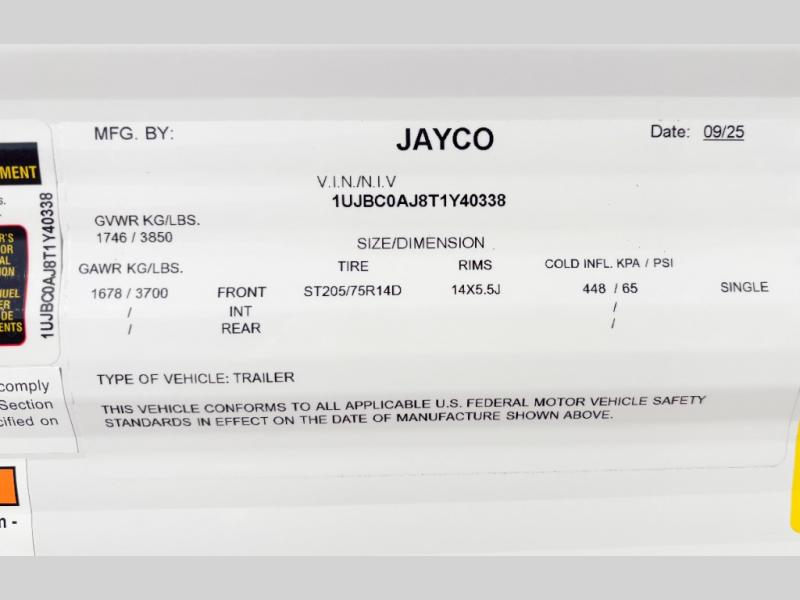 MFG. BY:
JAYCO
Date: 09/25
V.I.N./N.I.V
1UJBC0AJ8T1Y40338
GVWR KG/LBS.
1746 / 3850
SIZE/DIMENSION
GAWR KG/LBS.
TIRE
RIMS
COLD INFL. KPA / PSI
1678 / 3700 FRONT ST205/75R14D 14X5.5J 448 / 65 SINGLE
/ INT /
/ REAR /
TYPE OF VEHICLE: TRAILER
THIS VEHICLE CONFORMS TO ALL APPLICABLE U.S. FEDERAL MOTOR VEHICLE SAFETY
STANDARDS IN EFFECT ON THE DATE OF MANUFACTURE SHOWN ABOVE.
1UJBC0AJ8T1Y40338
comply
Section